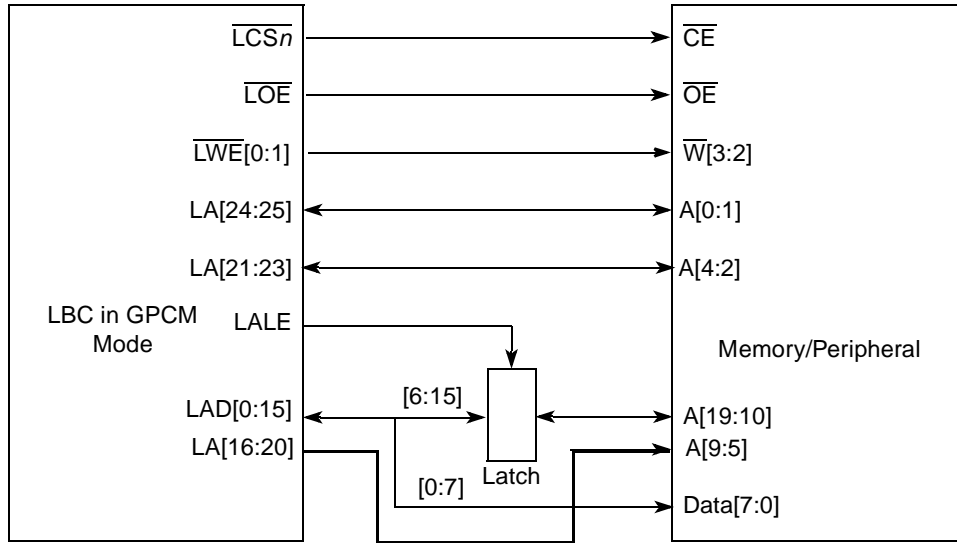 LCSn CE
LOE OE
LWE[0:1] W[3:2]
LA[24:25] A[0:1]
LA[21:23] A[4:2]
LBC in GPCM
Mode
LALE
Memory/Peripheral
LAD[0:15] [6:15] A[19:10]
LA[16:20] A[9:5]
Latch
[0:7] Data[7:0]